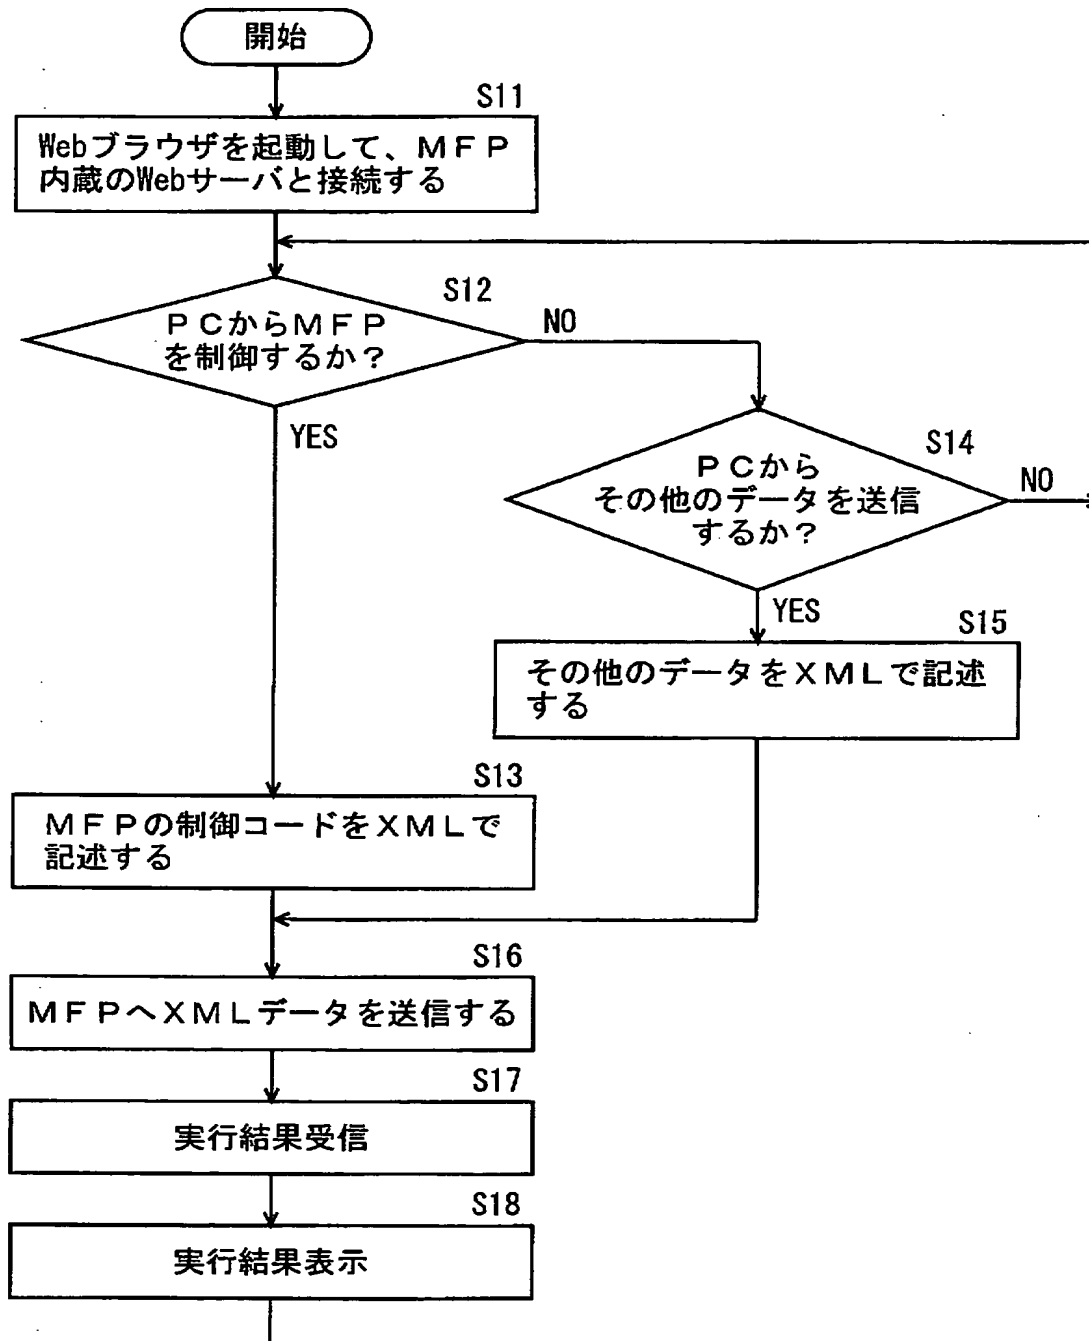 開始
S11
Webブラウザを起動して、MFP
内蔵のWebサーバと接続する
S12
PCからMFP
を制御するか?
NO
YES
S14
PCから
その他のデータを送信
するか?
NO
YES
S15
その他のデータをXMLで記述
する
S13
MFPの制御コードをXMLで
記述する
S16
MFPへXMLデータを送信する
S17
実行結果受信
S18
実行結果表示